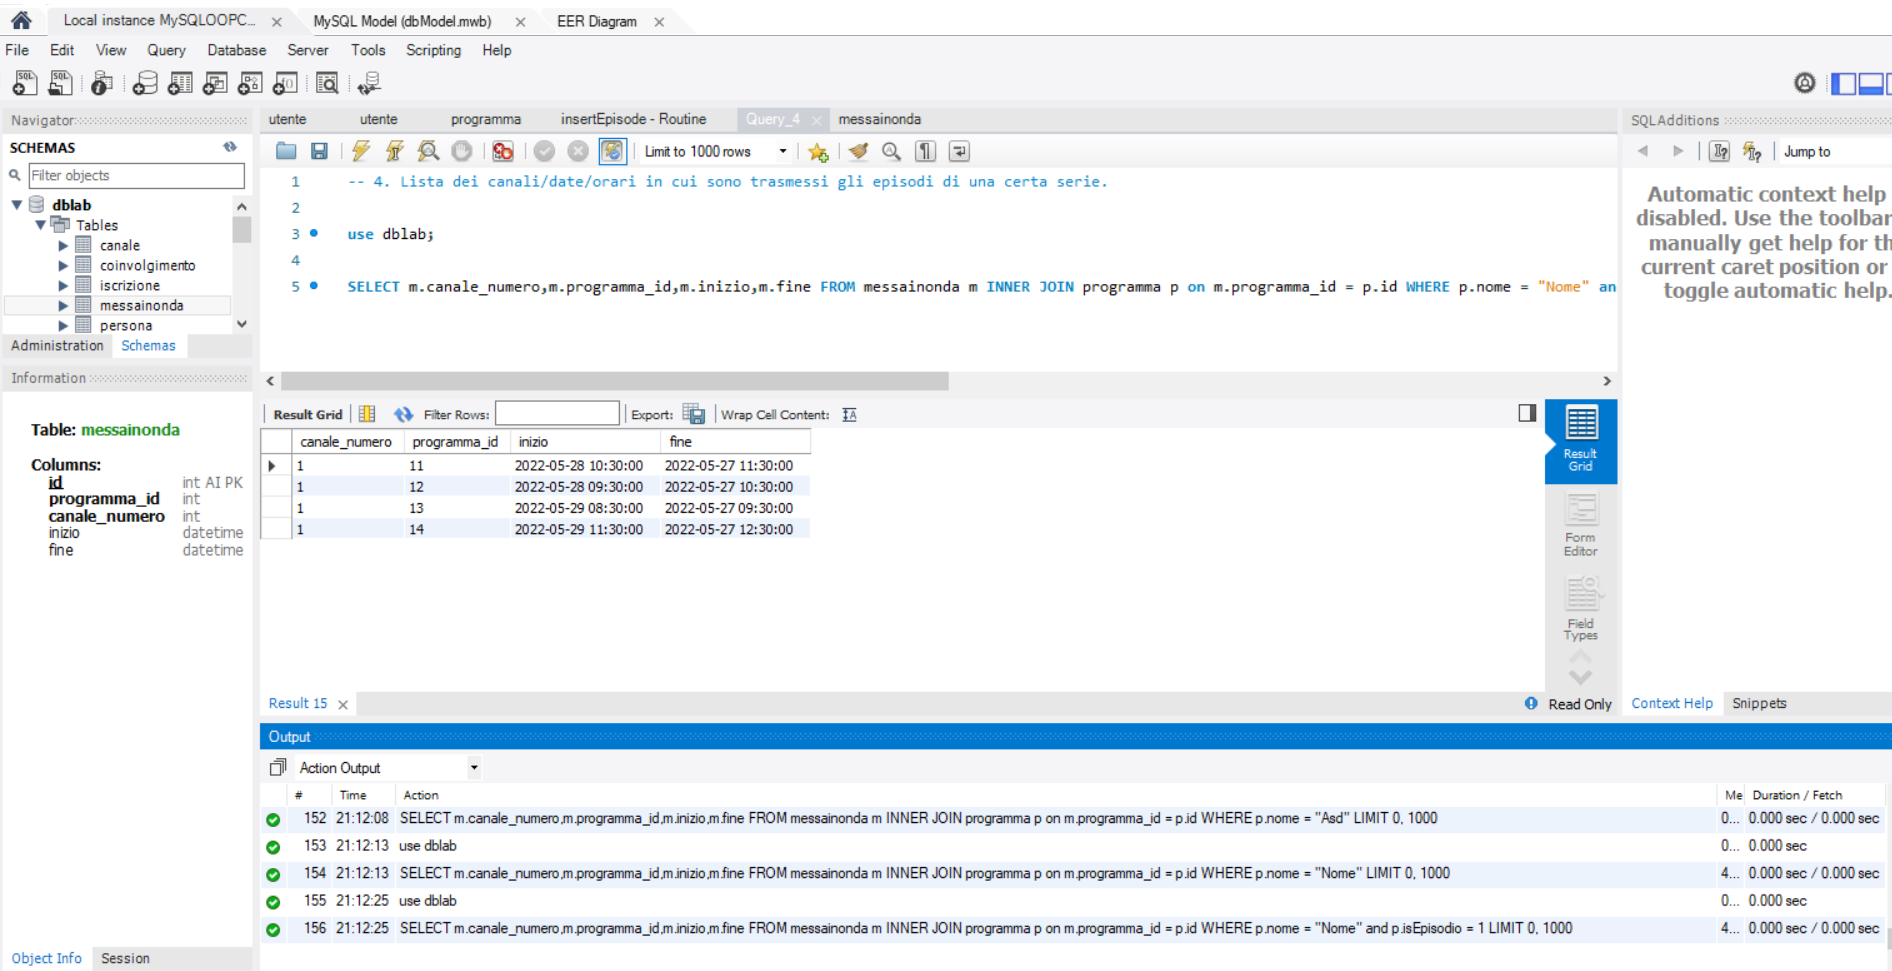 Local instance MySQLOOPC... ×
MySQL Model (dbModel.mwb) ×
EER Diagram ×
File Edit View Query Database Server Tools Scripting Help
Navigator
SCHEMAS
Filter objects
dblab
Tables
canale
coinvolgimento
iscrizione
messainonda
persona
Administration Schemas
Information
Table: messainonda
Columns:
id int AI PK
programma_id int
canale_numero int
inizio datetime
fine datetime
Object Info Session
utente utente programma insertEpisode - Routine Query_4 × messainonda
Limit to 1000 rows
1 -- 4. Lista dei canali/date/orari in cui sono trasmessi gli episodi di una certa serie.
2
3 use dblab;
4
5 SELECT m.canale_numero,m.programma_id,m.inizio,m.fine FROM messainonda m INNER JOIN programma p on m.programma_id = p.id WHERE p.nome = "Nome" an
Result Grid Filter Rows: Export: Wrap Cell Content:
canale_numero programma_id inizio fine
1 11 2022-05-28 10:30:00 2022-05-27 11:30:00
1 12 2022-05-28 09:30:00 2022-05-27 10:30:00
1 13 2022-05-29 08:30:00 2022-05-27 09:30:00
1 14 2022-05-29 11:30:00 2022-05-27 12:30:00
Result
Grid
Form
Editor
Field
Types
Result 15 ×
Read Only
SQLAdditions
Jump to
Automatic context help
disabled. Use the toolbar
manually get help for th
current caret position or
toggle automatic help.
Context Help Snippets
Output
Action Output
# Time Action Me Duration / Fetch
152 21:12:08 SELECT m.canale_numero,m.programma_id,m.inizio,m.fine FROM messainonda m INNER JOIN programma p on m.programma_id = p.id WHERE p.nome = "Asd" LIMIT 0, 1000 0... 0.000 sec / 0.000 sec
153 21:12:13 use dblab 0... 0.000 sec
154 21:12:13 SELECT m.canale_numero,m.programma_id,m.inizio,m.fine FROM messainonda m INNER JOIN programma p on m.programma_id = p.id WHERE p.nome = "Nome" LIMIT 0, 1000 4... 0.000 sec / 0.000 sec
155 21:12:25 use dblab 0... 0.000 sec
156 21:12:25 SELECT m.canale_numero,m.programma_id,m.inizio,m.fine FROM messainonda m INNER JOIN programma p on m.programma_id = p.id WHERE p.nome = "Nome" and p.isEpisodio = 1 LIMIT 0, 1000 4... 0.000 sec / 0.000 sec